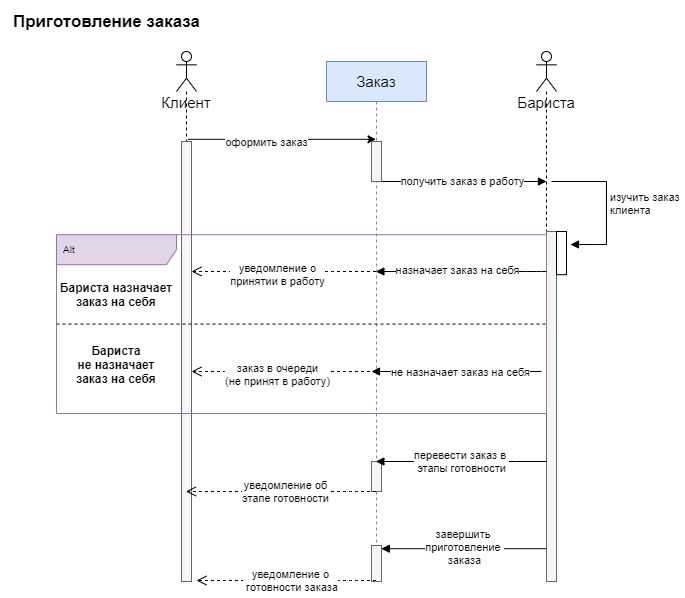 Приготовление заказа
Клиент
Заказ
Бариста
оформить заказ
получить заказ в работу
изучить заказ
клиента
Alt
Бариста назначает
заказ на себя
уведомление о
принятии в работу
назначает заказ на себя
Бариста
не назначает
заказ на себя
заказ в очереди
(не принят в работу)
не назначает заказ на себя
перевести заказ в
этапы готовности
уведомление об
этапе готовности
завершить
приготовление
заказа
уведомление о
готовности заказа